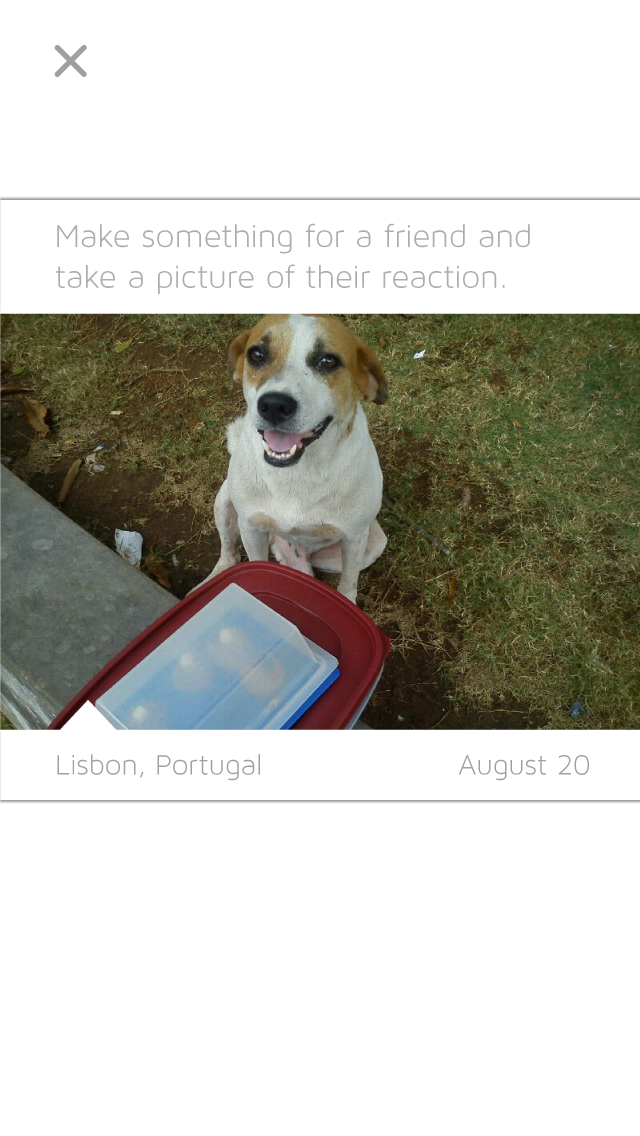 Make something for a friend and
take a picture of their reaction.
Lisbon, Portugal August 20